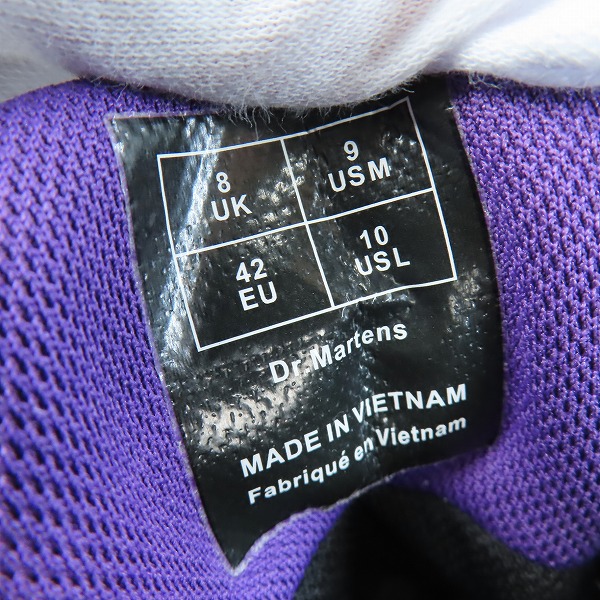 8
UK
9
USM
42
EU
10
USL
Dr.Martens
MADE IN VIETNAM
Fabriqué en Vietnam